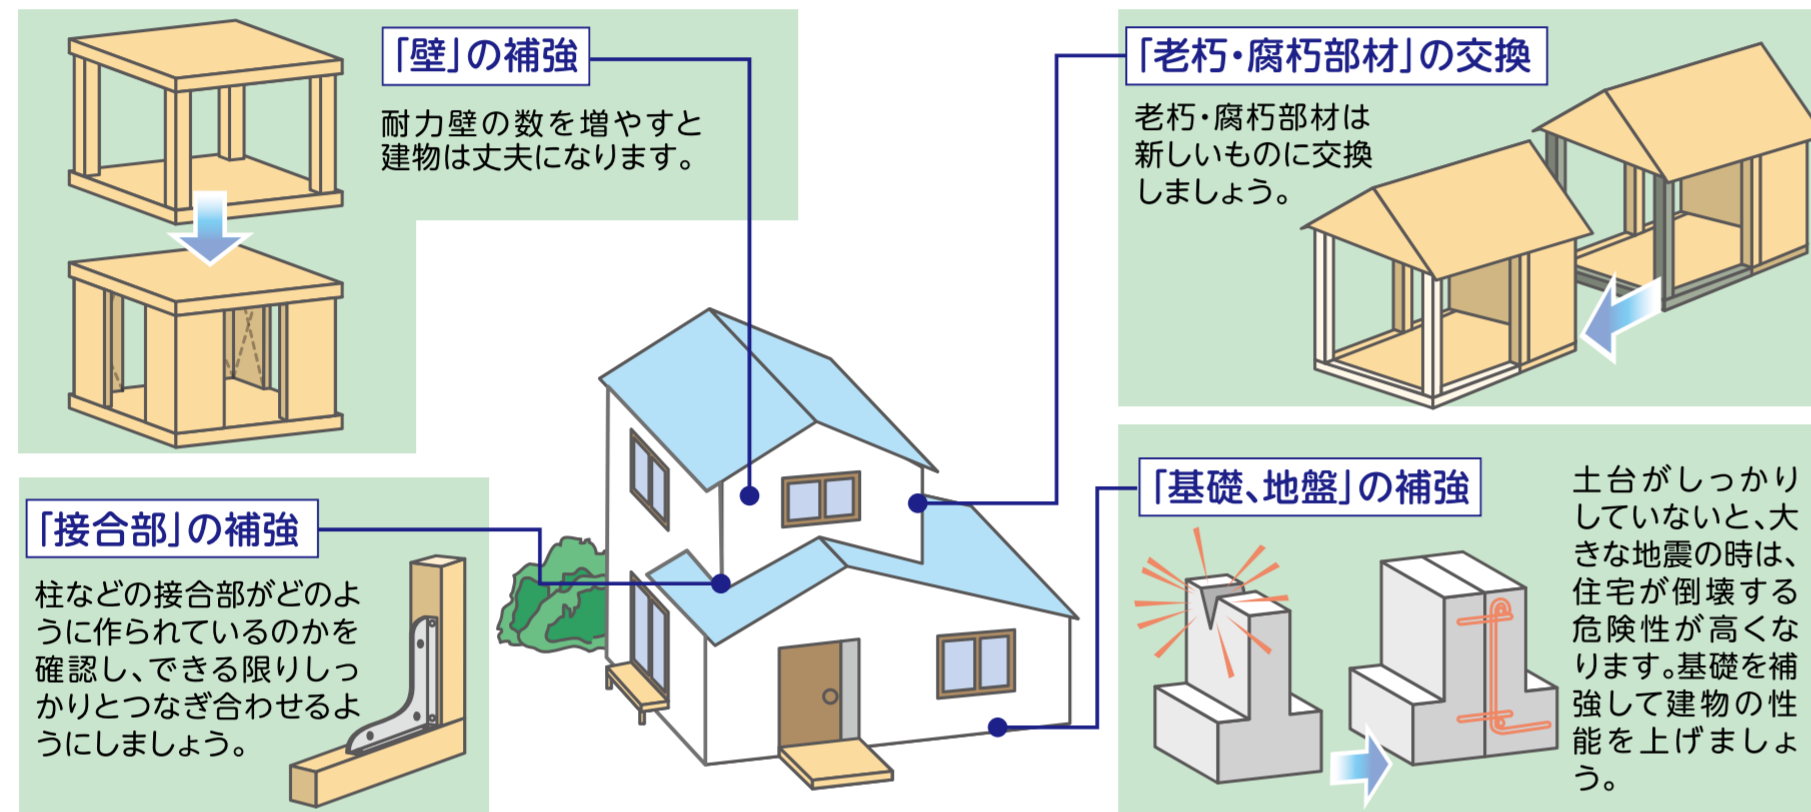 「壁」の補強
耐力壁の数を増やすと
建物は丈夫になります。
「老朽・腐朽部材」の交換
老朽・腐朽部材は
新しいものに交換
しましょう。
「接合部」の補強
柱などの接合部がどのよ
うに作られているのかを
確認し、できる限りしっ
かりとつなぎ合わせるよ
うにしましょう。
「基礎、地盤」の補強
土台がしっかり
していないと、大
きな地震の時は、
住宅が倒壊する
危険性が高くな
ります。基礎を補
強して建物の性
能を上げましょ
う。